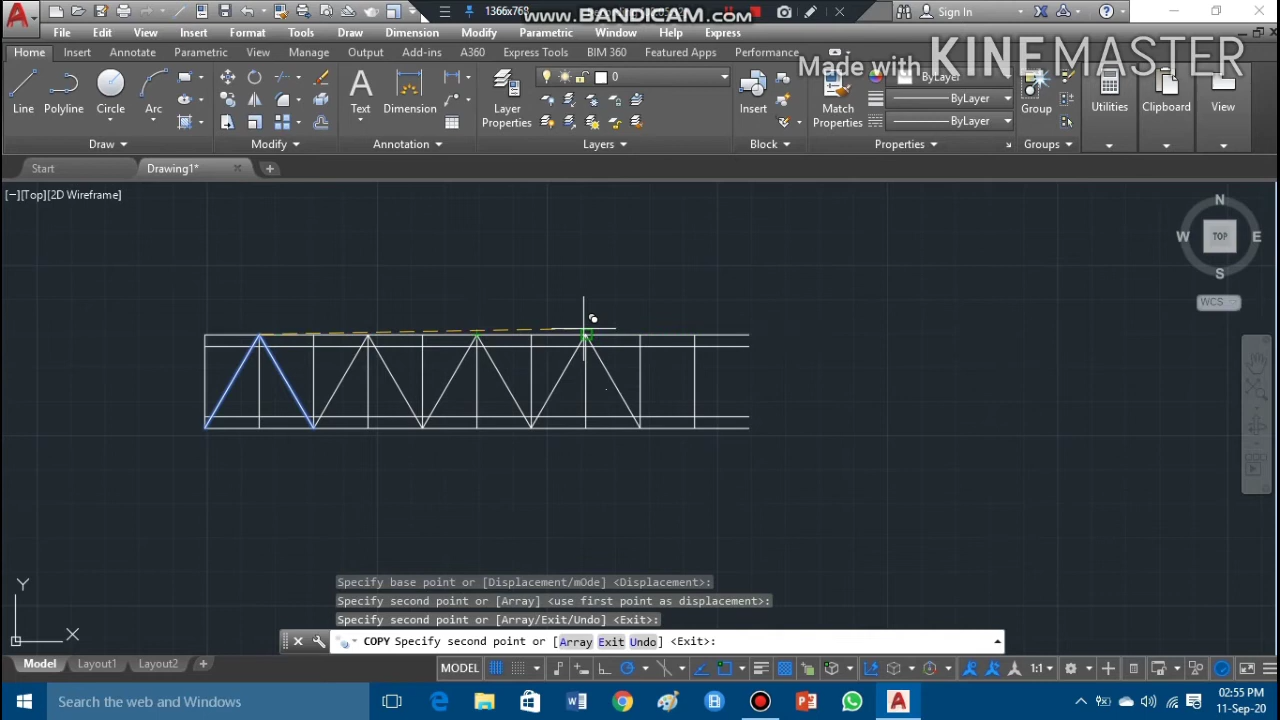 1366x768
www.BANDICAM.com
Sign In
File Edit View Insert Format Tools Draw Dimension Modify Parametric Window Help Express
Home Insert Annotate Parametric View Manage Output Add-ins A360 Express Tools BIM 360 Featured Apps Performance
Made with KINEMASTER
0
ByLayer
ByLayer
ByLayer
Line Polyline Circle Arc Text Dimension Layer Properties Insert Match Properties Group Utilities Clipboard View
Draw Modify Annotation Layers Block Properties Groups
Start Drawing1* +
[−][Top][2D Wireframe]
N
W TOP E
S
WCS
Specify base point or [Displacement/mOde] <Displacement>:
Specify second point or [Array] <use first point as displacement>:
Specify second point or [Array/Exit/Undo] <Exit>:
COPY Specify second point or [Array Exit Undo] <Exit>:
Y
X
Model Layout1 Layout2 + MODEL 1:1
Search the web and Windows
02:55 PM
11-Sep-20